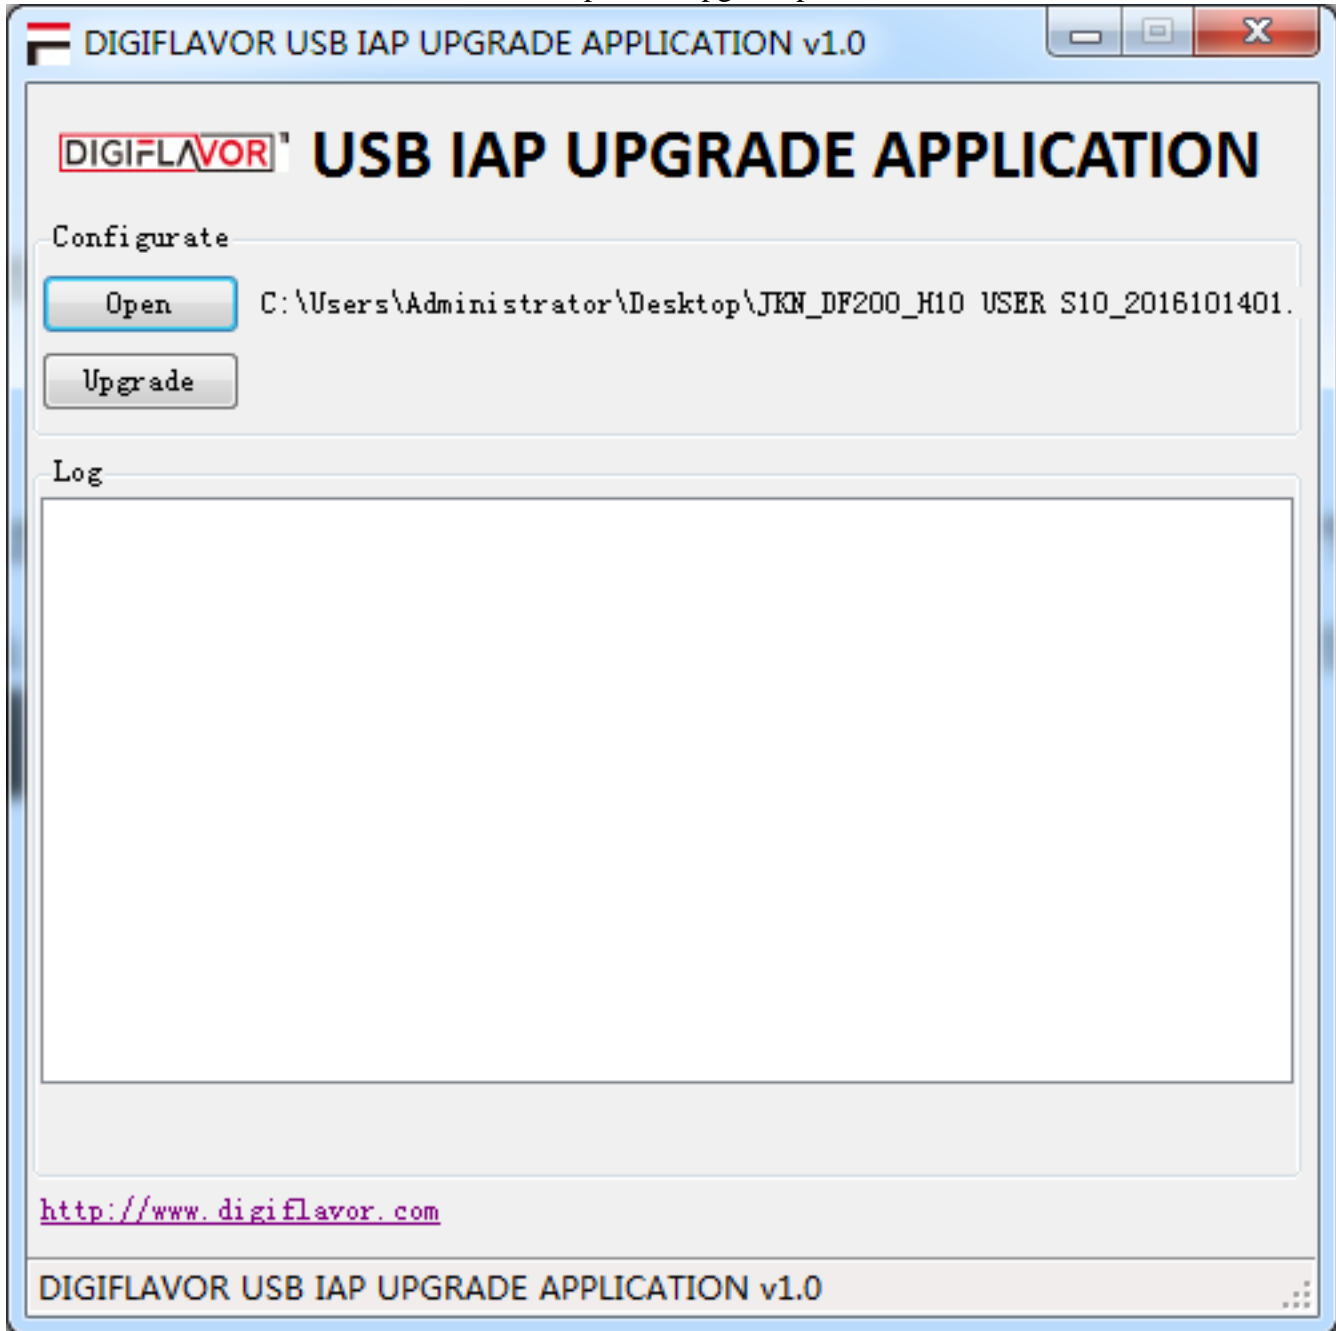 DIGIFLAVOR USB IAP UPGRADE APPLICATION v1.0
DIGIFLAVOR USB IAP UPGRADE APPLICATION
Configurate
Open C:\Users\Administrator\Desktop\JKN_DF200_H10 USER S10_2016101401.
Upgrade
Log
http://www.digiflavor.com
DIGIFLAVOR USB IAP UPGRADE APPLICATION v1.0